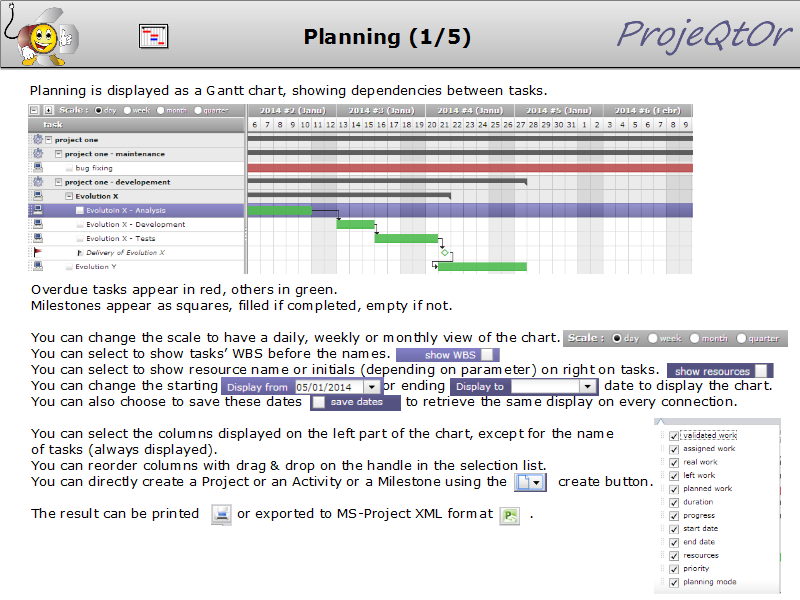 Planning (1/5)
ProjeQtOr
Planning is displayed as a Gantt chart, showing dependencies between tasks.
Scale : day week month quarter
2014 #2 (Janu) 2014 #3 (Janu) 2014 #4 (Janu) 2014 #5 (Janu) 2014 #6 (Febr)
task
6 7 8 9 10 11 12 13 14 15 16 17 18 19 20 21 22 23 24 25 26 27 28 29 30 31 1 2 3 4 5 6 7 8 9
project one
project one - maintenance
bug fixing
project one - developement
Evolution X
Evolutoin X - Analysis
Evolution X - Development
Evolution X - Tests
Delivery of Evolution X
Evolution Y
Overdue tasks appear in red, others in green.
Milestones appear as squares, filled if completed, empty if not.
You can change the scale to have a daily, weekly or monthly view of the chart. Scale : day week month quarter
You can select to show tasks’ WBS before the names. show WBS
You can select to show resource name or initials (depending on parameter) on right on tasks. show resources
You can change the starting Display from 05/01/2014 or ending Display to date to display the chart.
You can also choose to save these dates save dates to retrieve the same display on every connection.
You can select the columns displayed on the left part of the chart, except for the name
of tasks (always displayed).
You can reorder columns with drag & drop on the handle in the selection list.
You can directly create a Project or an Activity or a Milestone using the create button.
The result can be printed or exported to MS-Project XML format .
validated work
assigned work
real work
left work
planned work
duration
progress
start date
end date
resources
priority
planning mode